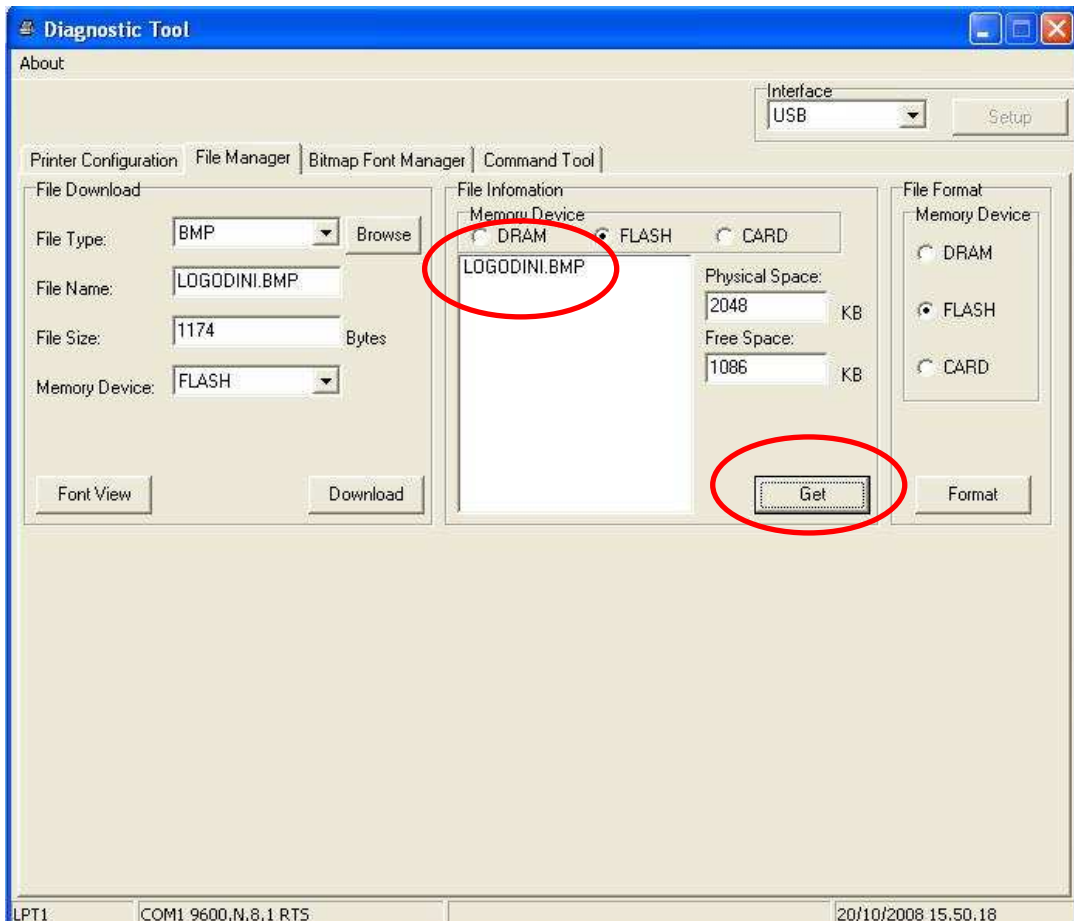 Diagnostic Tool
About
Interface
USB
Setup
Printer Configuration
File Manager
Bitmap Font Manager
Command Tool
File Download
File Type:
BMP
Browse
File Name:
LOGODINI.BMP
File Size:
1174
Bytes
Memory Device:
FLASH
Font View
Download
File Infomation
Memory Device
DRAM
FLASH
CARD
LOGODINI.BMP
Physical Space:
2048
KB
Free Space:
1086
KB
Get
File Format
Memory Device
DRAM
FLASH
CARD
Format
LPT1
COM1 9600,N,8,1 RTS
20/10/2008 15.50.18